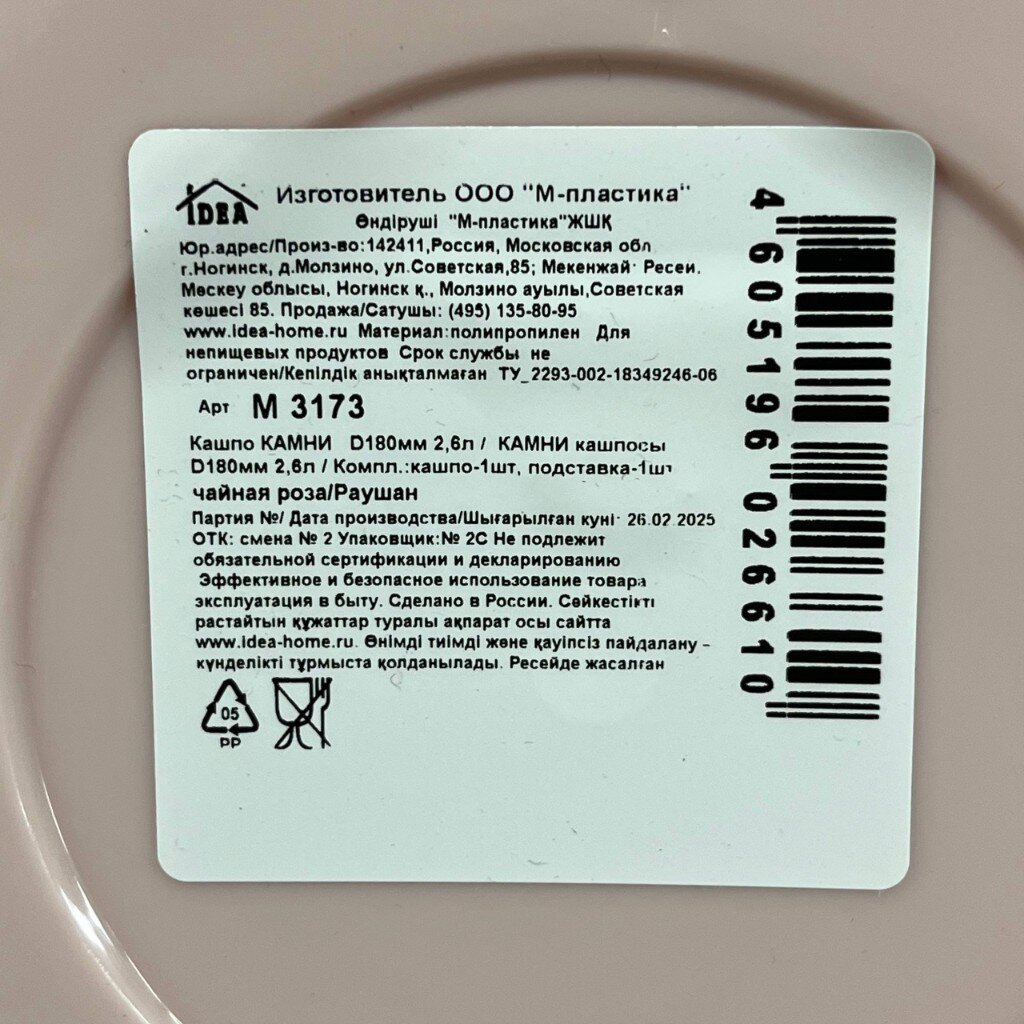 IDEA
Изготовитель ООО "М-пластика"
Өндіруші "М-пластика"ЖШҚ
Юр.адрес/Произ-во:142411,Россия, Московская обл
г.Ногинск, д.Молзино, ул.Советская,85; Мекенжай: Ресеи.
Мәскеу облысы, Ногинск қ., Молзино ауылы,Советская
көшесі 85. Продажа/Сатушы: (495) 135-80-95
www.idea-home.ru Материал:полипропилен Для
непищевых продуктов Срок службы не
ограничен/Кепілдік анықталмаған ТУ_2293-002-18349246-06
Арт М 3173
Кашпо КАМНИ D180мм 2,6л / КАМНИ кашпосы
D180мм 2,6л / Компл.:кашпо-1шт, подставка-1шт
чайная роза/Раушан
Партия №/ Дата производства/Шығарылған күні: 26.02.2025
ОТК: смена № 2 Упаковщик:№ 2С Не подлежит
обязательной сертификации и декларированию
Эффективное и безопасное использование товара
эксплуатация в быту. Сделано в России. Сәйкестікті
растайтын құжаттар туралы ақпарат осы сайтта
www.idea-home.ru. Өнімді тиімді және қауіпсіз пайдалану -
күнделікті тұрмыста қолданылады. Ресейде жасалған
05
PP
4 605196 026610